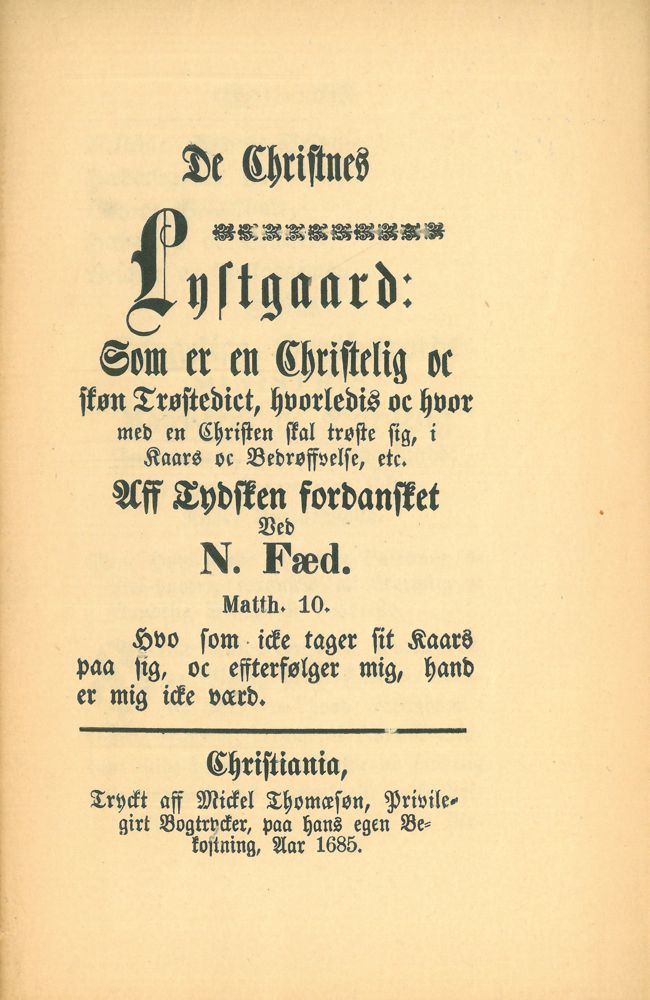 De Christnes
Lystgaard:
Som er en Christelig oc
skøn Trøstedict, hvorledis oc hvor
med en Christen skal trøste sig, i
Kaars oc Bedrøffvelse, etc.
Aff Tydsken fordansket
Ved
N. Fæd.
Matth. 10.
Hvo som icke tager sit Kaars
paa sig, oc effterfølger mig, hand
er mig icke værd.
Christiania,
Tryckt aff Mickel Thomæsøn, Privile-
girt Bogtrycker, paa hans egen Be-
kostning, Aar 1685.